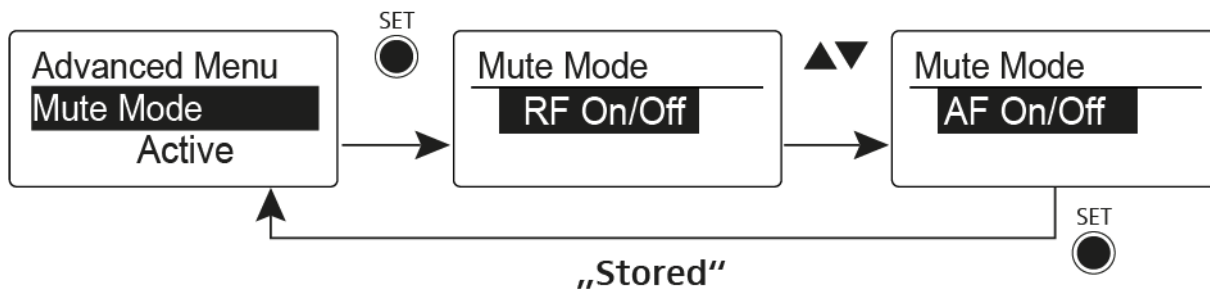 SET
Advanced Menu
Mute Mode
Active
Mute Mode
RF On/Off
▲▼
Mute Mode
AF On/Off
SET
„Stored“